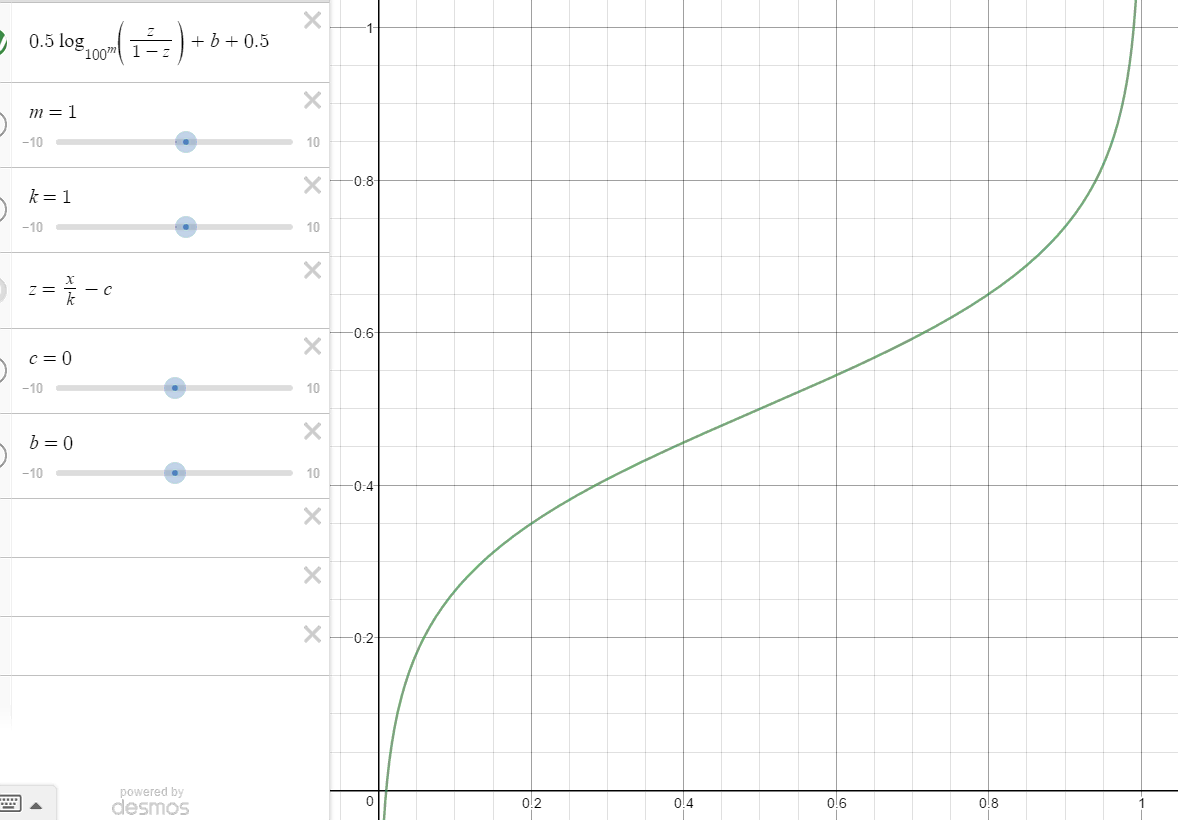 0.5 log_{100^m}(z/(1 − z)) + b + 0.5
m = 1
-10 10
k = 1
-10 10
z = x/k − c
c = 0
-10 10
b = 0
-10 10
powered by
desmos
1
0.8
0.6
0.4
0.2
0 0.2 0.4 0.6 0.8 1